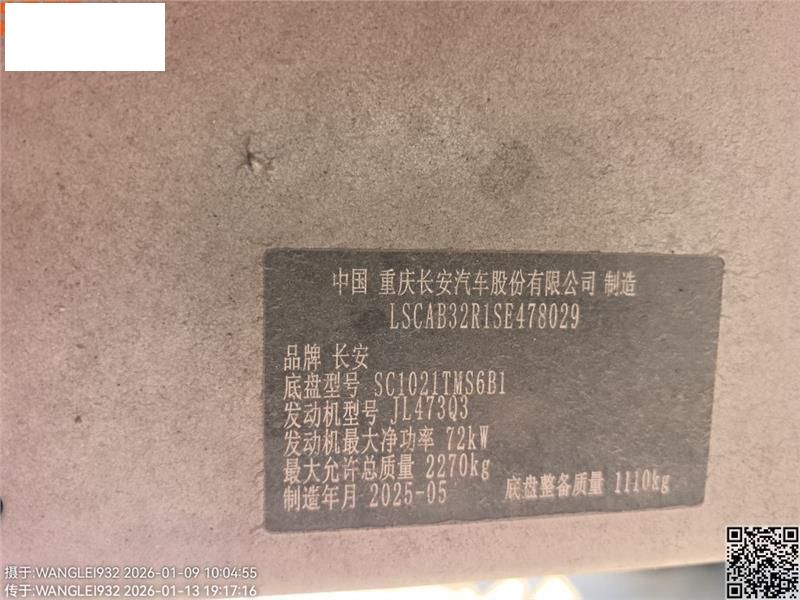 中国 重庆长安汽车股份有限公司 制造
LSCAB32R1SE478029
品牌 长安
底盘型号 SC1021TMS6B1
发动机型号 JL473Q3
发动机最大净功率 72kW
最大允许总质量 2270kg
制造年月 2025-05 底盘整备质量 1110kg
摄于:WANGLEI932 2026-01-09 10:04:55
传于:WANGLEI932 2026-01-13 19:17:16